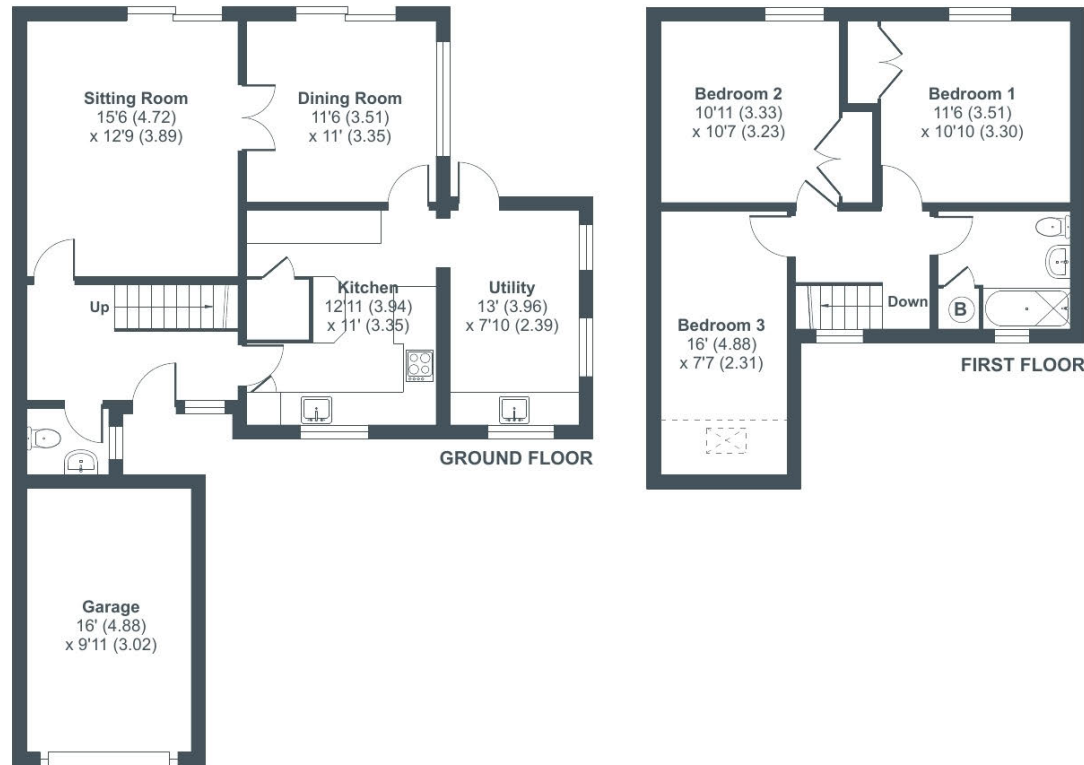 Sitting Room
15'6 (4.72)
x 12'9 (3.89)
Dining Room
11'6 (3.51)
x 11' (3.35)
Up
Kitchen
12'11 (3.94)
x 11' (3.35)
Utility
13' (3.96)
x 7'10 (2.39)
GROUND FLOOR
Garage
16' (4.88)
x 9'11 (3.02)
Bedroom 2
10'11 (3.33)
x 10'7 (3.23)
Bedroom 1
11'6 (3.51)
x 10'10 (3.30)
Down
B
Bedroom 3
16' (4.88)
x 7'7 (2.31)
FIRST FLOOR